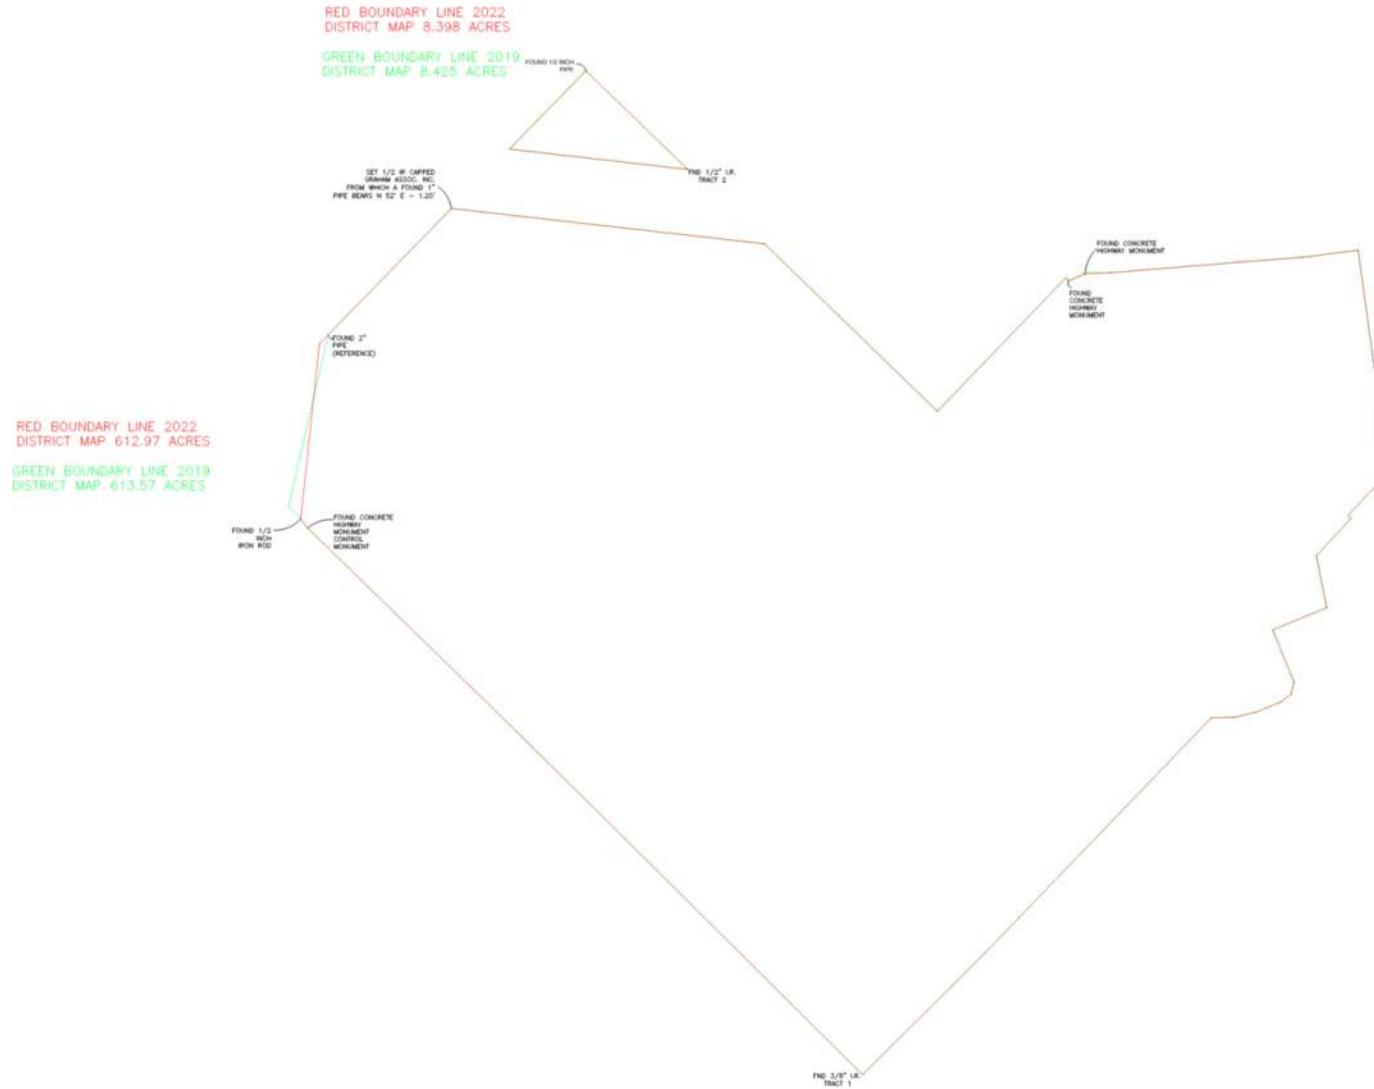 RED BOUNDARY LINE 2022
DISTRICT MAP 8.398 ACRES
GREEN BOUNDARY LINE 2019
DISTRICT MAP 8.425 ACRES
FOUND 1/2 INCH
PIPE
FND 1/2" I.R.
TRACT 2
SET 1/2 IR CAPPED
GRAHAM ASSOC. INC.
FROM WHICH A FOUND 1"
PIPE BEARS N 52° E - 1.20'
FOUND CONCRETE
HIGHWAY MONUMENT
FOUND
CONCRETE
HIGHWAY
MONUMENT
FOUND 2"
PIPE
(REFERENCE)
RED BOUNDARY LINE 2022
DISTRICT MAP 612.97 ACRES
GREEN BOUNDARY LINE 2019
DISTRICT MAP 613.57 ACRES
FOUND 1/2
INCH
IRON ROD
FOUND CONCRETE
HIGHWAY
MONUMENT
CONTROL
MONUMENT
FND 3/8" I.R.
TRACT 1